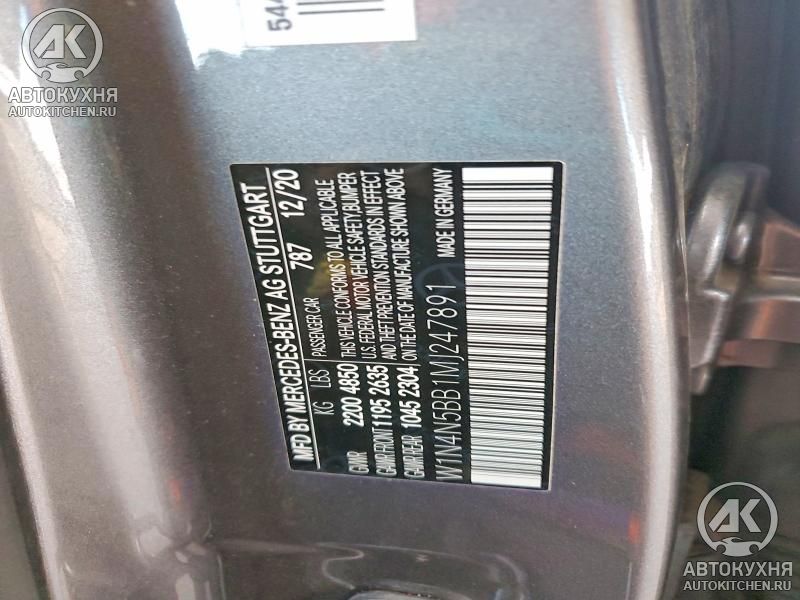 AK
АВТОКУХНЯ
AUTOKITCHEN.RU
544
MFD BY MERCEDES-BENZ AG STUTTGART
787 12/20
KG LBS PASSENGER CAR
GVWR 2200 4850 THIS VEHICLE CONFORMS TO ALL APPLICABLE
GAWR-FRONT 1195 2635 U.S. FEDERAL MOTOR VEHICLE SAFETY, BUMPER
GAWR REAR 1045 2304 AND THEFT PREVENTION STANDARDS IN EFFECT
ON THE DATE OF MANUFACTURE SHOWN ABOVE
W1N4N5BB1MJ247891 MADE IN GERMANY
AK
АВТОКУХНЯ
AUTOKITCHEN.RU